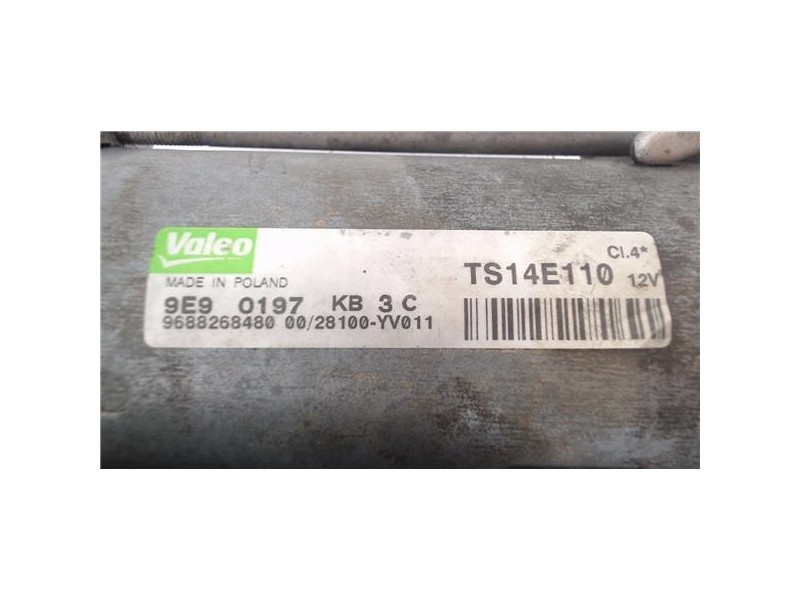 Valeo
MADE IN POLAND
Cl.4*
TS14E110 12V
9E9 0197 KB 3 C
9688268480 00/28100-YV011